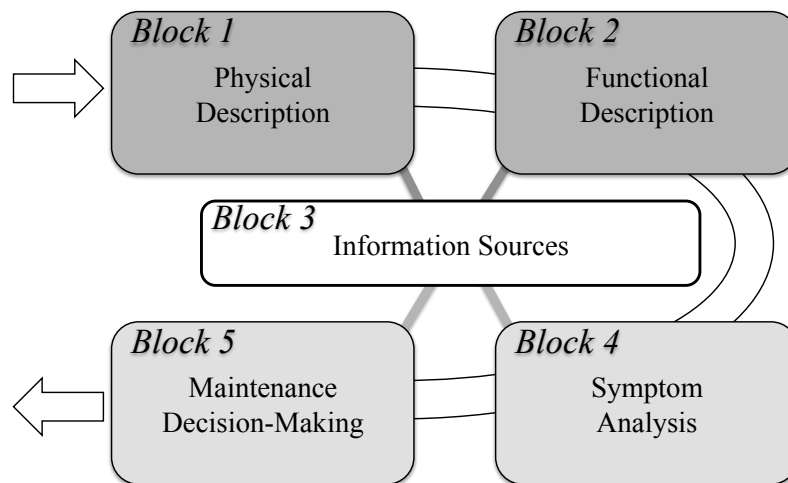 Block 1
Physical
Description
Block 2
Functional
Description
Block 3
Information Sources
Block 5
Maintenance
Decision-Making
Block 4
Symptom
Analysis